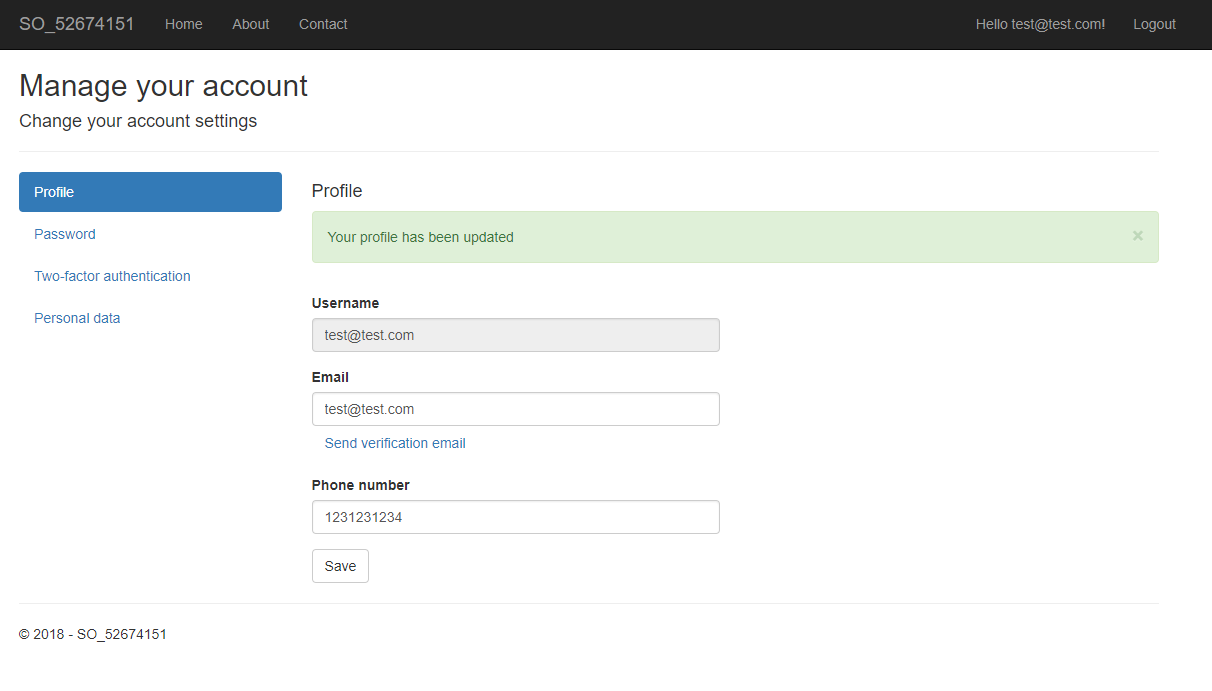 SO_52674151 Home About Contact Hello test@test.com! Logout
Manage your account
Change your account settings
Profile
Password
Two-factor authentication
Personal data
Profile
Your profile has been updated ×
Username
test@test.com
Email
test@test.com
Send verification email
Phone number
1231231234
Save
© 2018 - SO_52674151